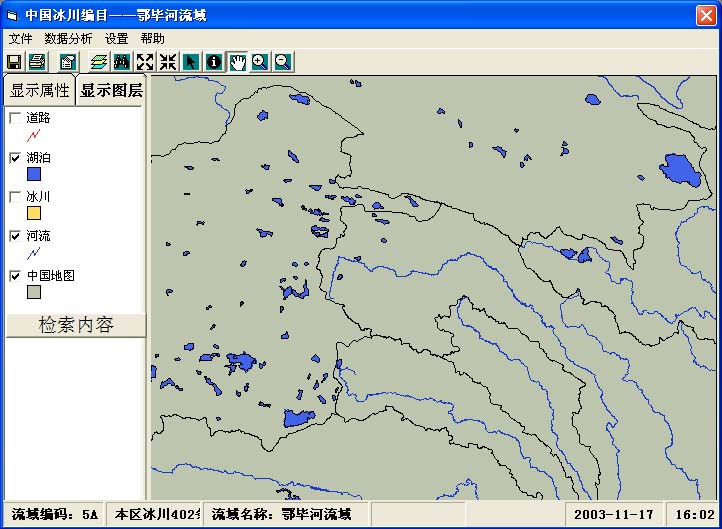 中国冰川编目——鄂毕河流域
文件 数据分析 设置 帮助
显示属性 显示图层
道路
湖泊
冰川
河流
中国地图
检索内容
流域编码：5A 本区冰川402 流域名称：鄂毕河流域 2003-11-17 16:02